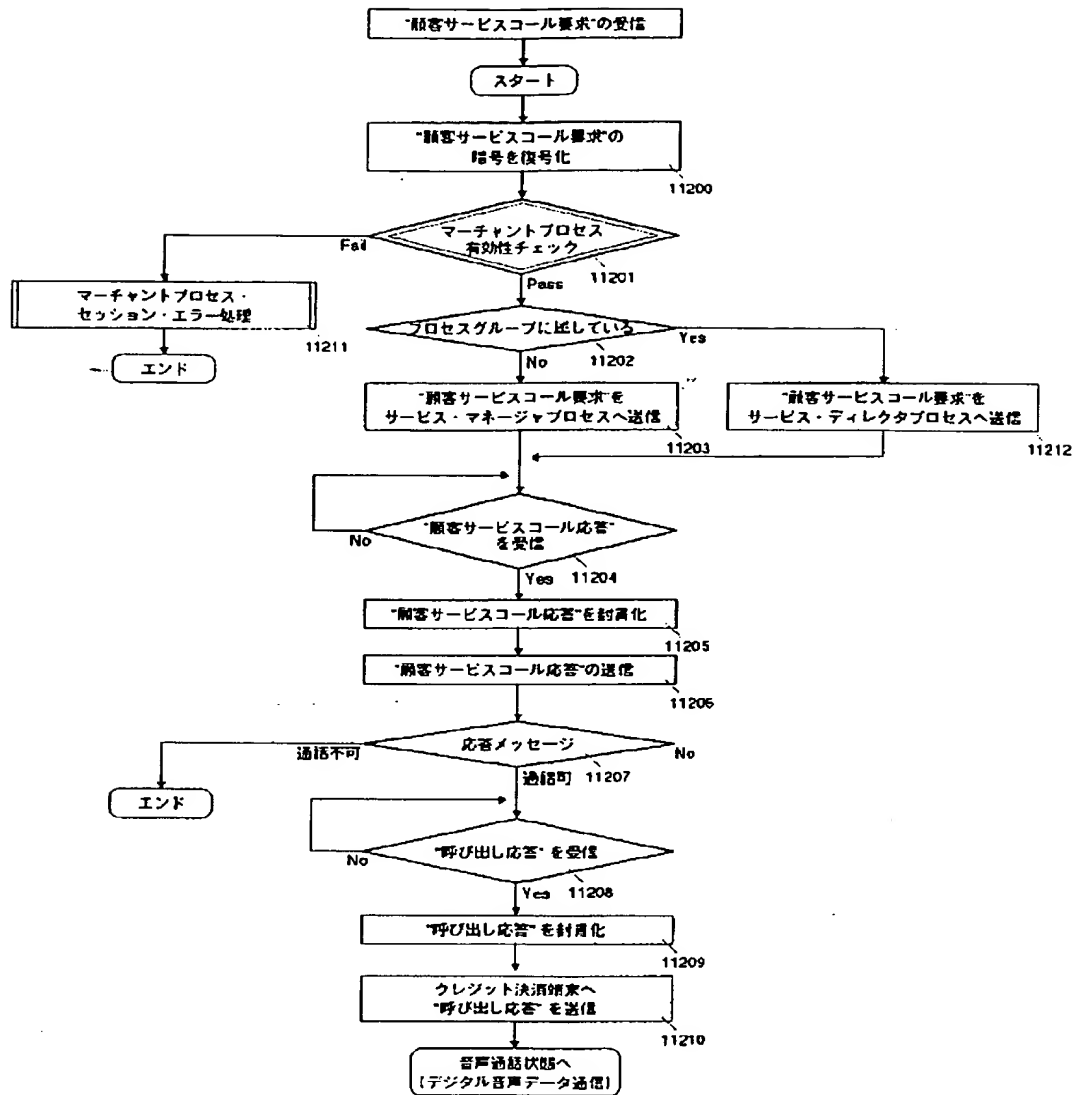 "顧客サービスコール要求"の受信
スタート
"顧客サービスコール要求"の
暗号を復号化
11200
マーチャントプロセス
有効性チェック
11201
Fail
Pass
マーチャントプロセス・
セッション・エラー処理
11211
エンド
プロセスグループに属している
11202
Yes
No
"顧客サービスコール要求"を
サービス・マネージャプロセスへ送信
11203
"顧客サービスコール要求"を
サービス・ディレクタプロセスへ送信
11212
"顧客サービスコール応答"
を受信
No
11204
Yes
"顧客サービスコール応答"を封書化
11205
"顧客サービスコール応答"の送信
11206
応答メッセージ
通話不可
No
11207
通話可
エンド
"呼び出し応答" を受信
No
11208
Yes
"呼び出し応答" を封書化
11209
クレジット決済端末へ
"呼び出し応答" を送信
11210
音声通話状態へ
(デジタル音声データ通信)